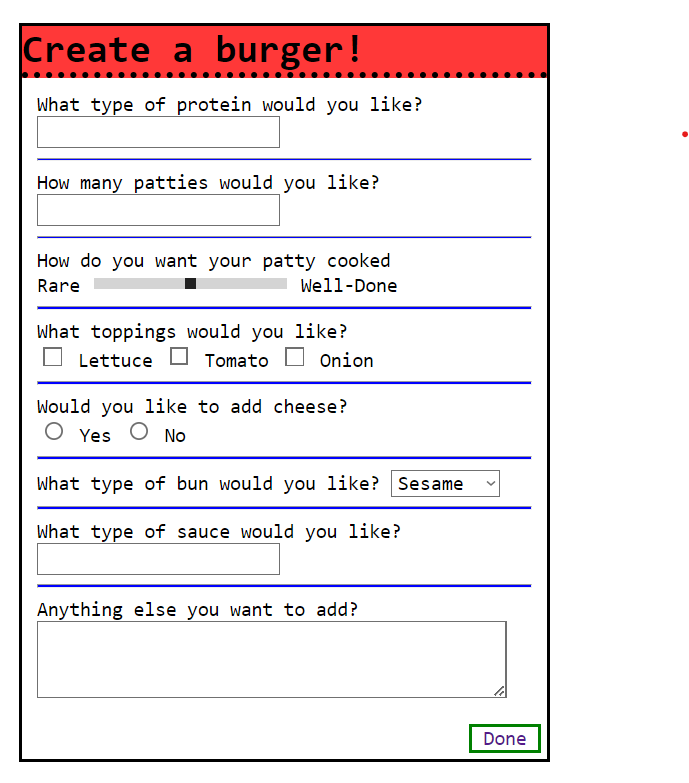 Create a burger!
What type of protein would you like?
How many patties would you like?
How do you want your patty cooked
Rare Well-Done
What toppings would you like?
Lettuce Tomato Onion
Would you like to add cheese?
Yes No
What type of bun would you like? Sesame
What type of sauce would you like?
Anything else you want to add?
Done